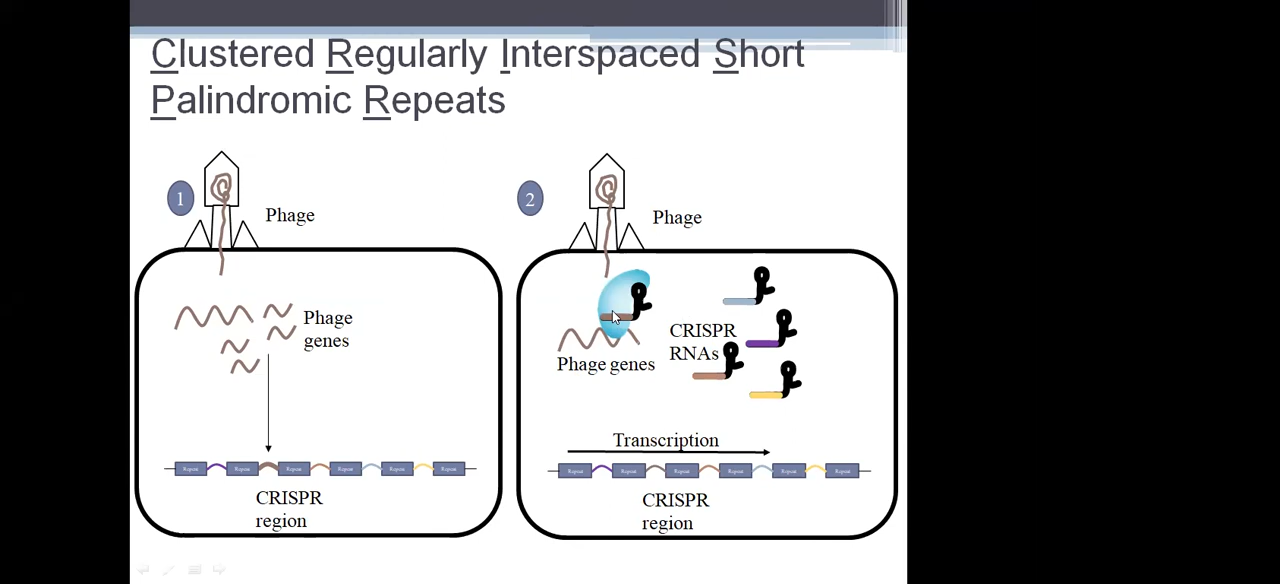 Clustered Regularly Interspaced Short
Palindromic Repeats
1
Phage
Phage
genes
Repeat Repeat Repeat Repeat Repeat Repeat
CRISPR
region
2
Phage
CRISPR
RNAs
Phage genes
Transcription
Repeat Repeat Repeat Repeat Repeat Repeat
CRISPR
region